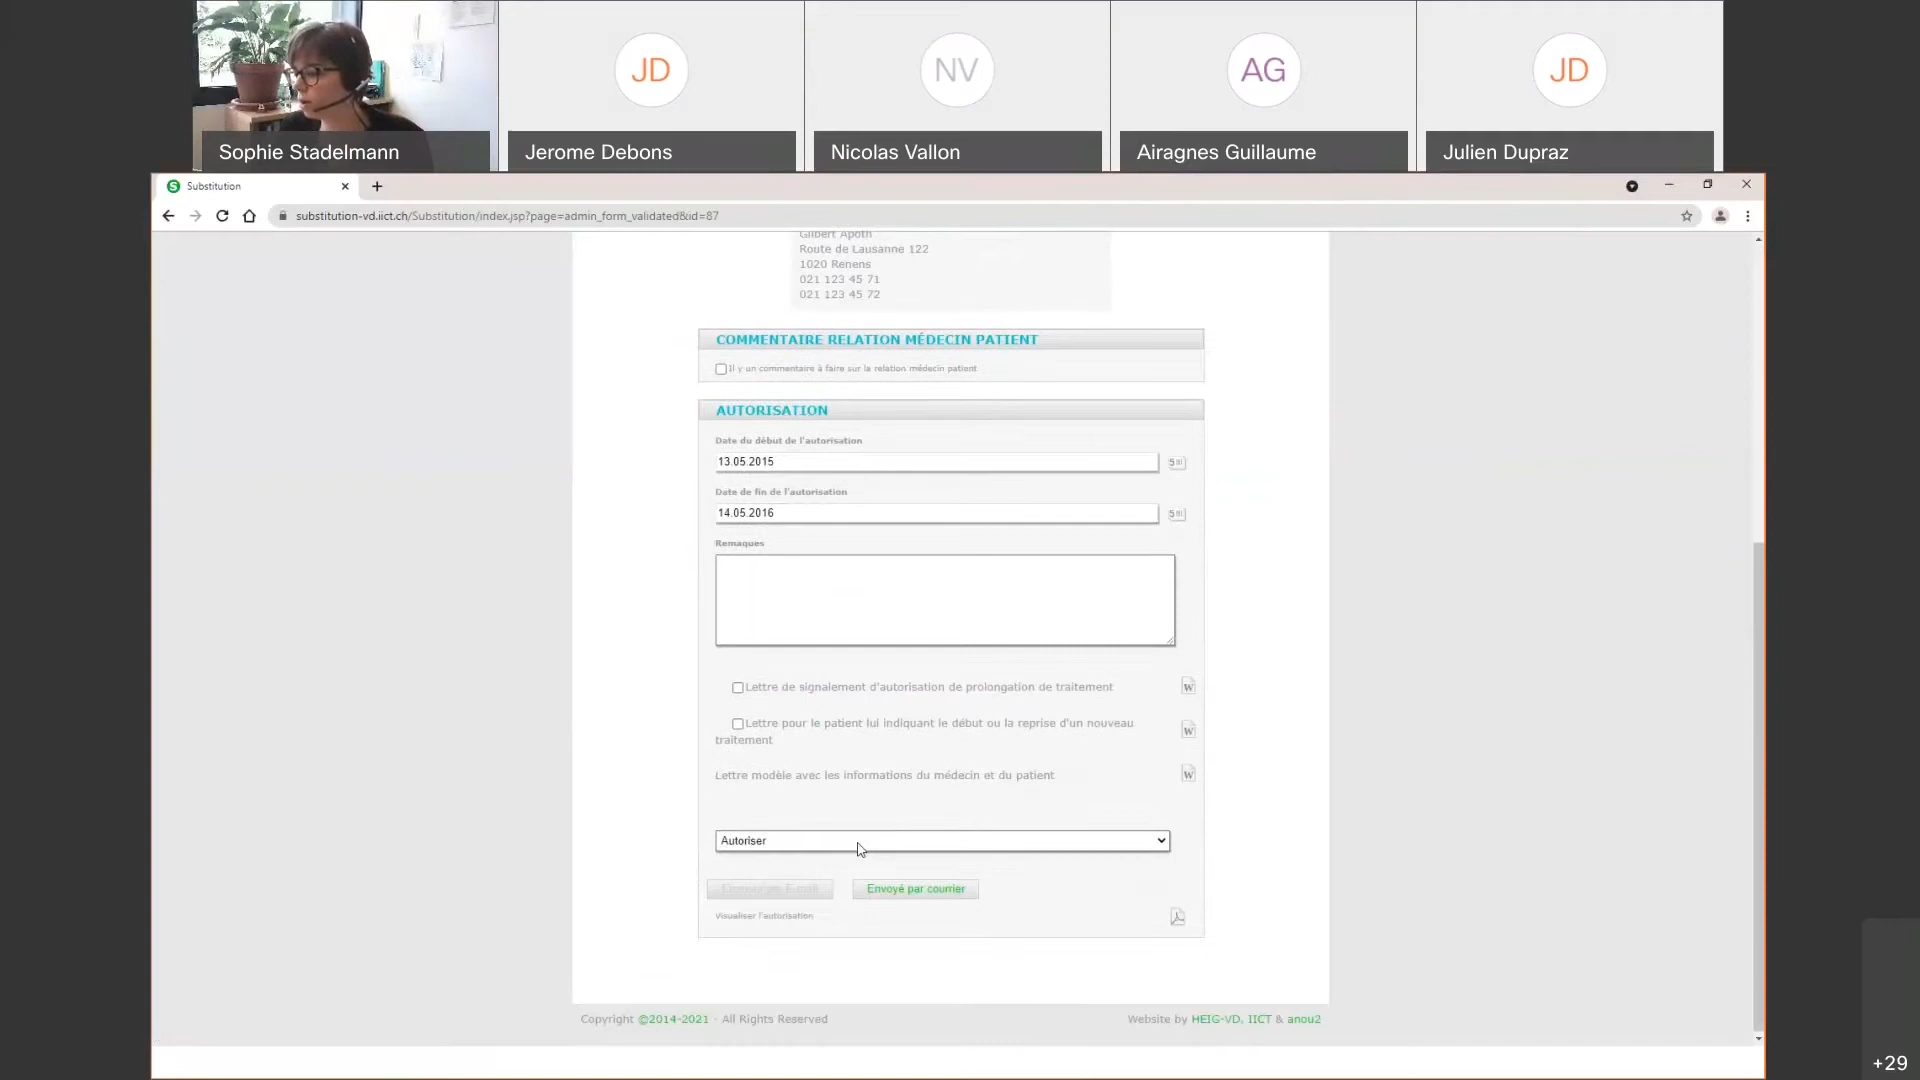 JD
NV
AG
JD
Sophie Stadelmann
Jerome Debons
Nicolas Vallon
Airagnes Guillaume
Julien Dupraz
Substitution
substitution-vd.iict.ch/Substitution/index.jsp?page=admin_form_validated&id=87
Gilbert Apoth
Route de Lausanne 122
1020 Renens
021 123 45 71
021 123 45 72
COMMENTAIRE RELATION MÉDECIN PATIENT
Il y un commentaire à faire sur la relation médecin patient
AUTORISATION
Date du début de l'autorisation
13.05.2015
Date de fin de l'autorisation
14.05.2016
Remaques
Lettre de signalement d'autorisation de prolongation de traitement
Lettre pour le patient lui indiquant le début ou la reprise d'un nouveau
traitement
Lettre modèle avec les informations du médecin et du patient
Autoriser
Envoyé par courrier
Visualiser l'autorisation
Copyright ©2014-2021 - All Rights Reserved
Website by HEIG-VD, IICT & anou2
+29